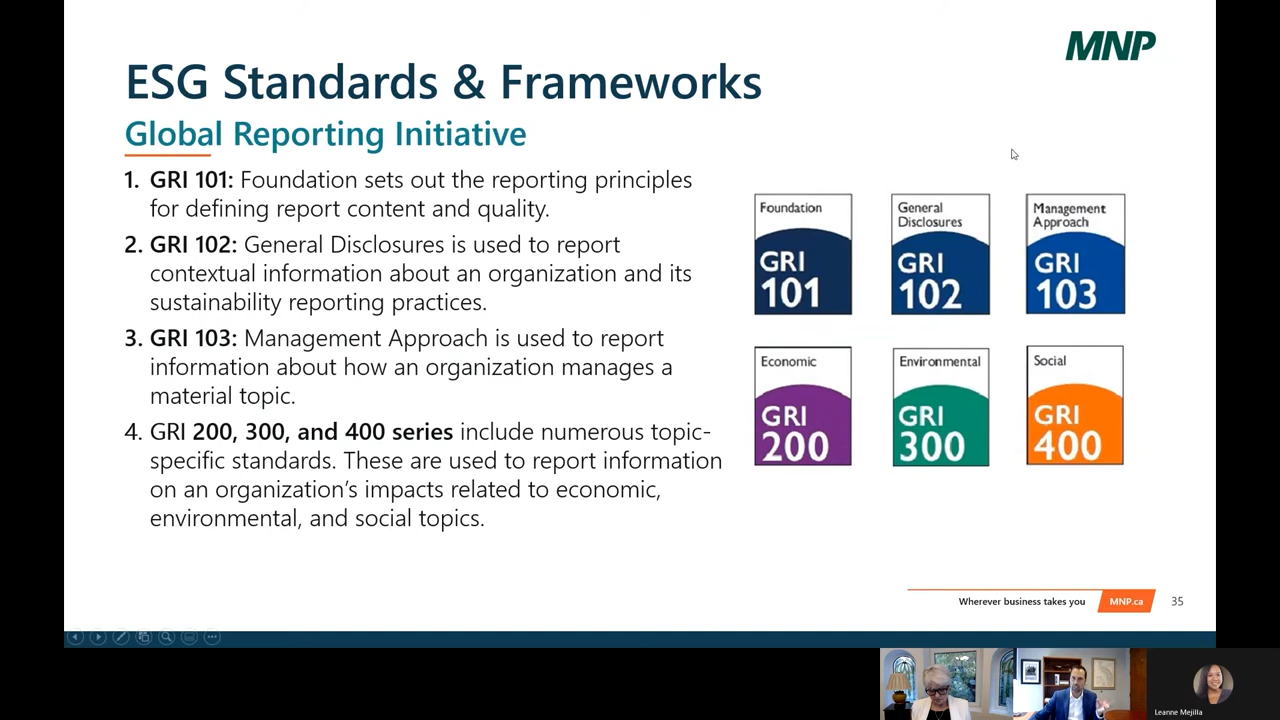 MNP
ESG Standards & Frameworks
Global Reporting Initiative
1. GRI 101: Foundation sets out the reporting principles
for defining report content and quality.
2. GRI 102: General Disclosures is used to report
contextual information about an organization and its
sustainability reporting practices.
3. GRI 103: Management Approach is used to report
information about how an organization manages a
material topic.
4. GRI 200, 300, and 400 series include numerous topic-
specific standards. These are used to report information
on an organization’s impacts related to economic,
environmental, and social topics.
Foundation
GRI
101
General
Disclosures
GRI
102
Management
Approach
GRI
103
Economic
GRI
200
Environmental
GRI
300
Social
GRI
400
Wherever business takes you
MNP.ca
35
Leanne Mejilla